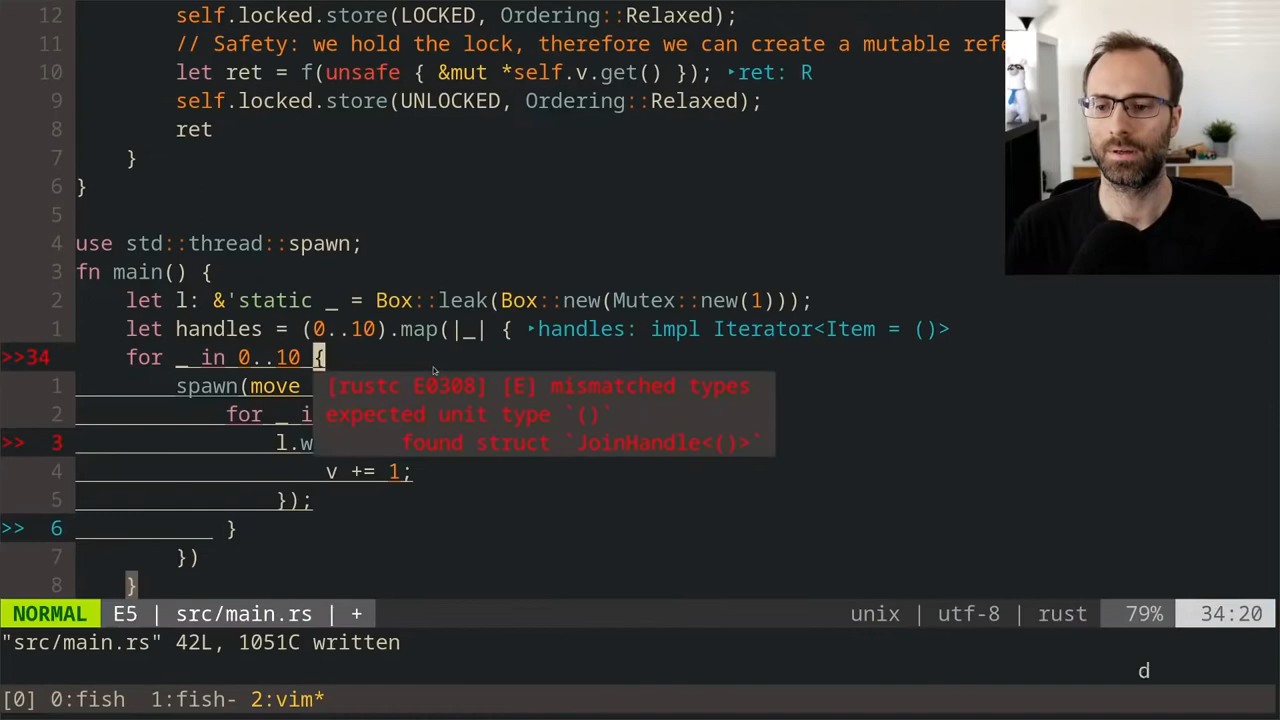 12 self.locked.store(LOCKED, Ordering::Relaxed);
11 // Safety: we hold the lock, therefore we can create a mutable refe
10 let ret = f(unsafe { &mut *self.v.get() }); ‣ret: R
9 self.locked.store(UNLOCKED, Ordering::Relaxed);
8 ret
7 }
6 }
5
4 use std::thread::spawn;
3 fn main() {
2 let l: &'static _ = Box::leak(Box::new(Mutex::new(1)));
1 let handles = (0..10).map(|_| { ‣handles: impl Iterator<Item = ()>
>>34 for _ in 0..10 {
1 spawn(move [rustc E0308] [E] mismatched types
2 for _ i expected unit type `()`
>> 3 l.w found struct `JoinHandle<()>`
4 v += 1;
5 });
>> 6 }
7 })
8 }
NORMAL E5 | src/main.rs | + unix | utf-8 | rust 79% 34:20
"src/main.rs" 42L, 1051C written
d
[0] 0:fish 1:fish- 2:vim*